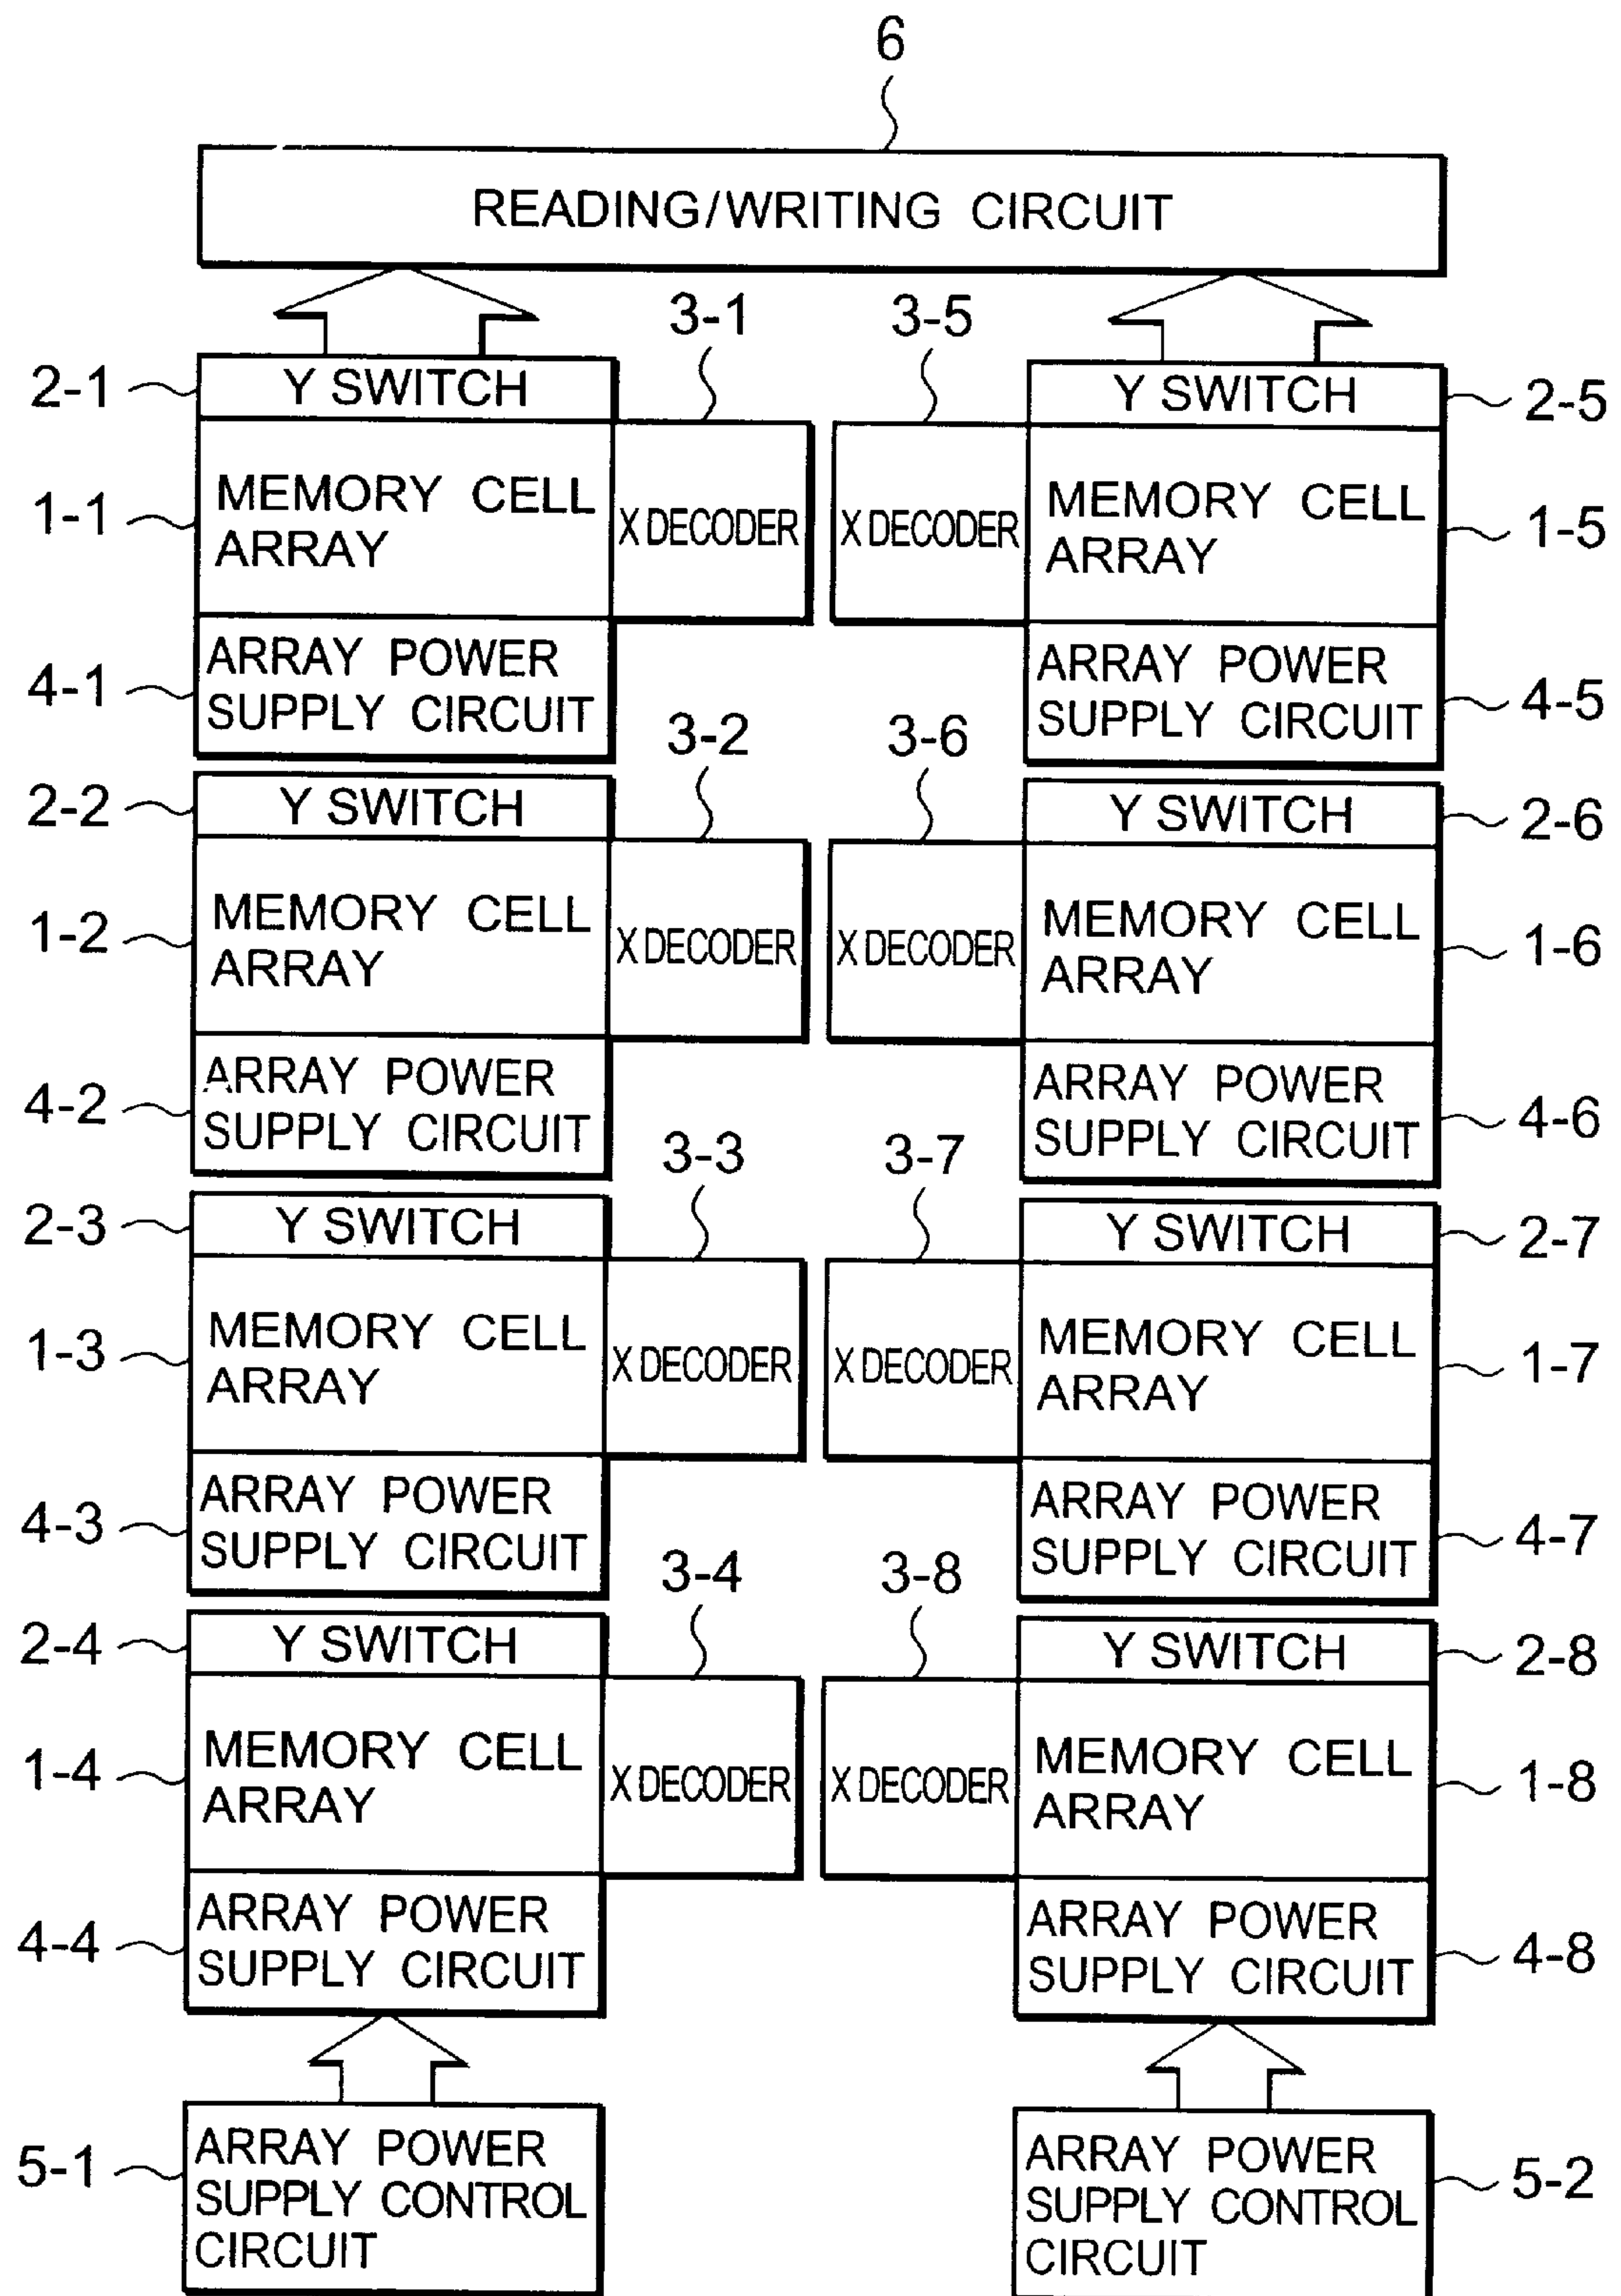 6
READING/WRITING CIRCUIT
3-1 3-5
2-1 Y SWITCH Y SWITCH 2-5
1-1 MEMORY CELL MEMORY CELL 1-5
ARRAY X DECODER X DECODER ARRAY
4-1 ARRAY POWER ARRAY POWER 4-5
SUPPLY CIRCUIT SUPPLY CIRCUIT
3-2 3-6
2-2 Y SWITCH Y SWITCH 2-6
1-2 MEMORY CELL MEMORY CELL 1-6
ARRAY X DECODER X DECODER ARRAY
4-2 ARRAY POWER ARRAY POWER 4-6
SUPPLY CIRCUIT SUPPLY CIRCUIT
3-3 3-7
2-3 Y SWITCH Y SWITCH 2-7
1-3 MEMORY CELL MEMORY CELL 1-7
ARRAY X DECODER X DECODER ARRAY
4-3 ARRAY POWER ARRAY POWER 4-7
SUPPLY CIRCUIT SUPPLY CIRCUIT
3-4 3-8
2-4 Y SWITCH Y SWITCH 2-8
1-4 MEMORY CELL MEMORY CELL 1-8
ARRAY X DECODER X DECODER ARRAY
4-4 ARRAY POWER ARRAY POWER 4-8
SUPPLY CIRCUIT SUPPLY CIRCUIT
5-1 ARRAY POWER ARRAY POWER 5-2
SUPPLY CONTROL SUPPLY CONTROL
CIRCUIT CIRCUIT